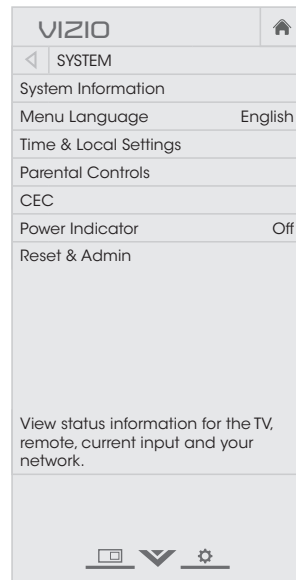 VIZIO
SYSTEM
System Information
Menu Language English
Time & Local Settings
Parental Controls
CEC
Power Indicator Off
Reset & Admin
View status information for the TV,
remote, current input and your
network.